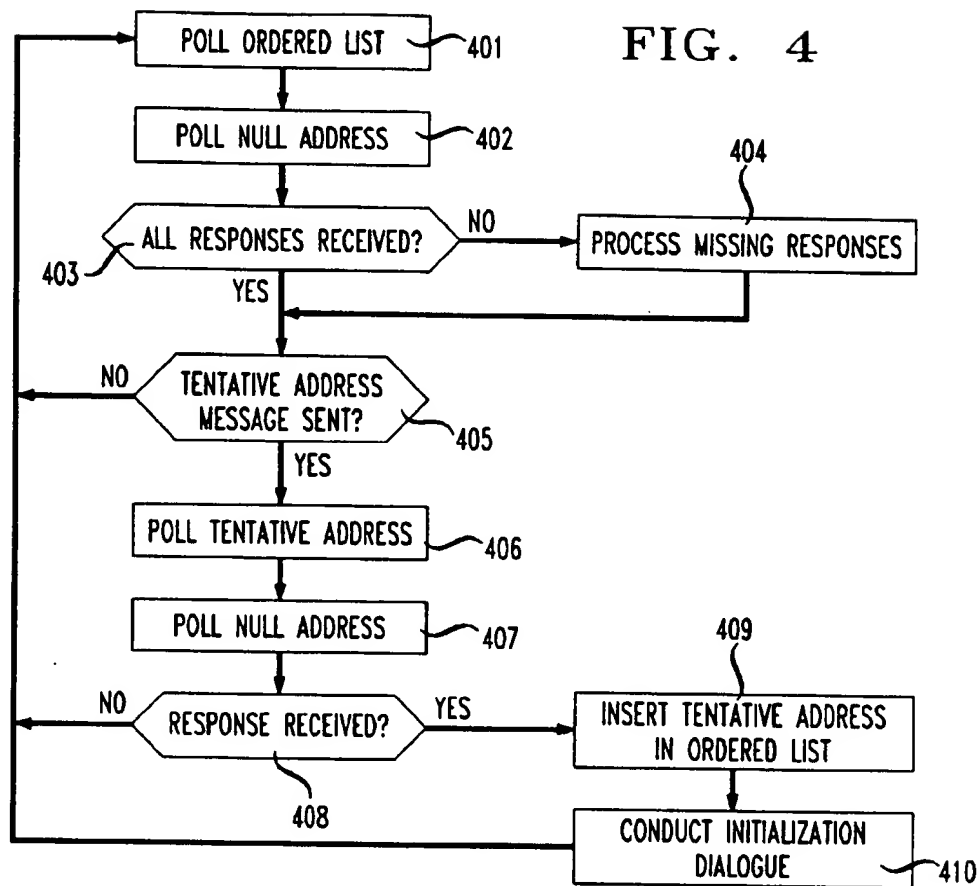 FIG. 4
POLL ORDERED LIST
401
POLL NULL ADDRESS
402
ALL RESPONSES RECEIVED?
403
NO
404
PROCESS MISSING RESPONSES
YES
NO
TENTATIVE ADDRESS
MESSAGE SENT?
405
YES
POLL TENTATIVE ADDRESS
406
POLL NULL ADDRESS
407
NO
RESPONSE RECEIVED?
408
YES
409
INSERT TENTATIVE ADDRESS
IN ORDERED LIST
CONDUCT INITIALIZATION
DIALOGUE
410